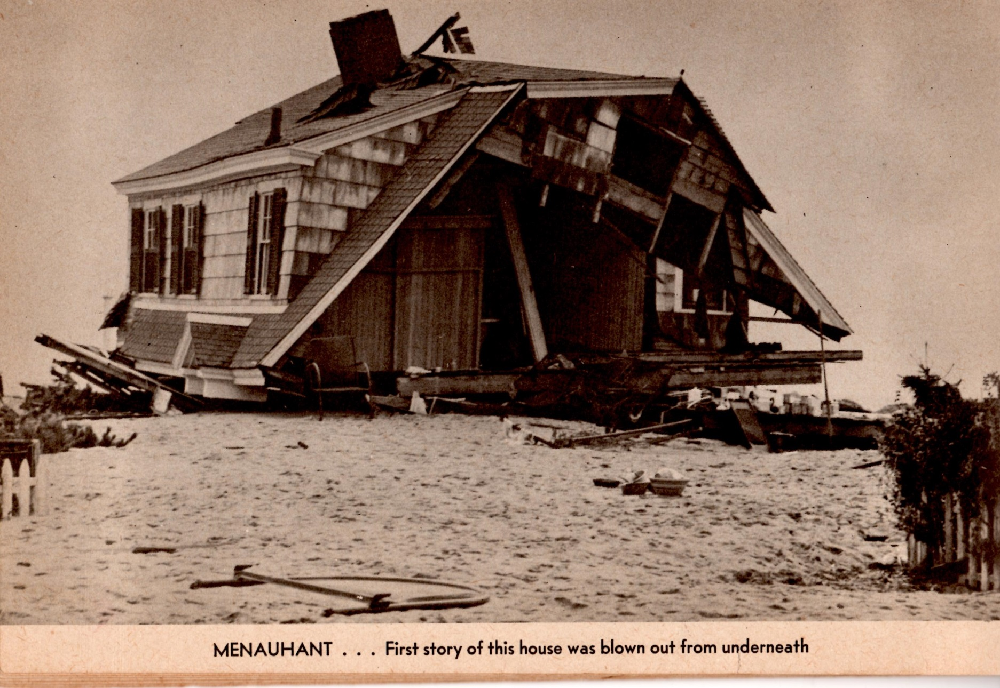 MENAUHANT . . . First story of this house was blown out from underneath